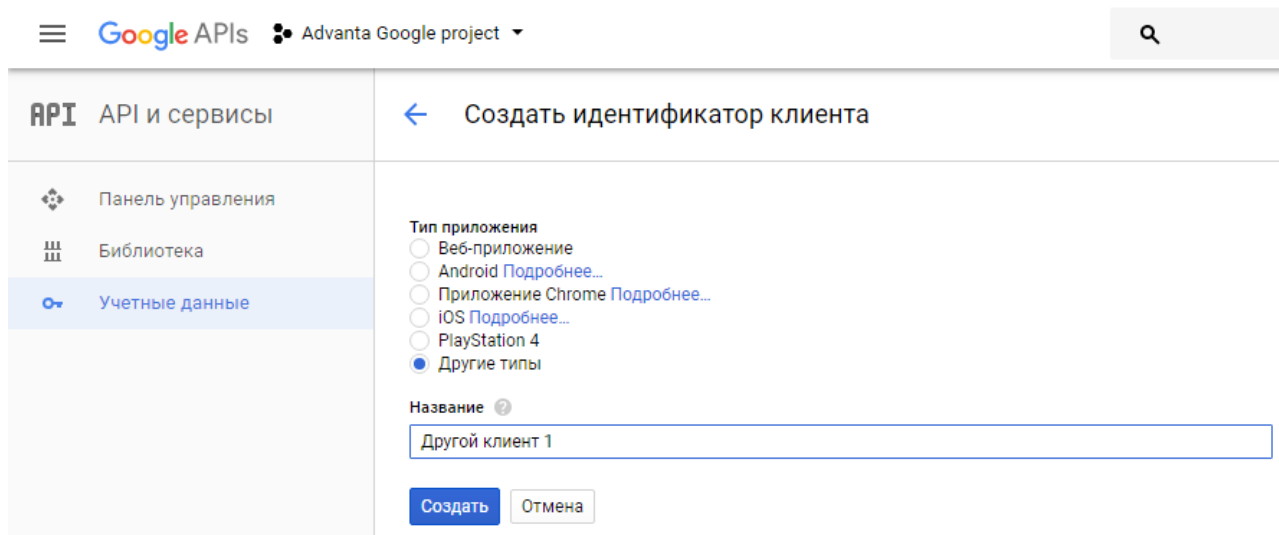 Google APIs Advanta Google project
API API и сервисы
Создать идентификатор клиента
Панель управления
Библиотека
Учетные данные
Тип приложения
Веб-приложение
Android Подробнее...
Приложение Chrome Подробнее...
iOS Подробнее...
PlayStation 4
Другие типы
Название ?
Другой клиент 1
Создать Отмена